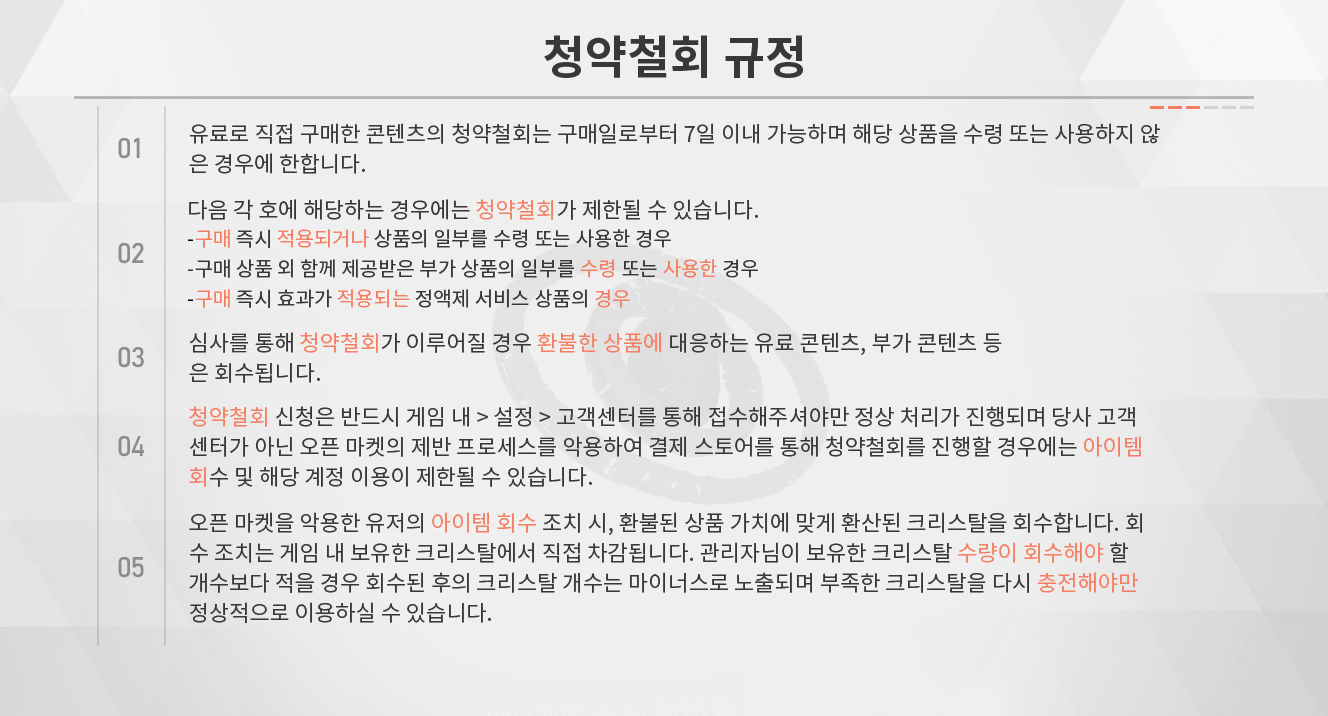 청약철회 규정
01
유료로 직접 구매한 콘텐츠의 청약철회는 구매일로부터 7일 이내 가능하며 해당 상품을 수령 또는 사용하지 않
은 경우에 한합니다.
02
다음 각 호에 해당하는 경우에는 청약철회가 제한될 수 있습니다.
-구매 즉시 적용되거나 상품의 일부를 수령 또는 사용한 경우
-구매 상품 외 함께 제공받은 부가 상품의 일부를 수령 또는 사용한 경우
-구매 즉시 효과가 적용되는 정액제 서비스 상품의 경우
03
심사를 통해 청약철회가 이루어질 경우 환불한 상품에 대응하는 유료 콘텐츠, 부가 콘텐츠 등
은 회수됩니다.
04
청약철회 신청은 반드시 게임 내 > 설정 > 고객센터를 통해 접수해주셔야만 정상 처리가 진행되며 당사 고객
센터가 아닌 오픈 마켓의 제반 프로세스를 악용하여 결제 스토어를 통해 청약철회를 진행할 경우에는 아이템
회수 및 해당 계정 이용이 제한될 수 있습니다.
05
오픈 마켓을 악용한 유저의 아이템 회수 조치 시, 환불된 상품 가치에 맞게 환산된 크리스탈을 회수합니다. 회
수 조치는 게임 내 보유한 크리스탈에서 직접 차감됩니다. 관리자님이 보유한 크리스탈 수량이 회수해야 할
개수보다 적을 경우 회수된 후의 크리스탈 개수는 마이너스로 노출되며 부족한 크리스탈을 다시 충전해야만
정상적으로 이용하실 수 있습니다.